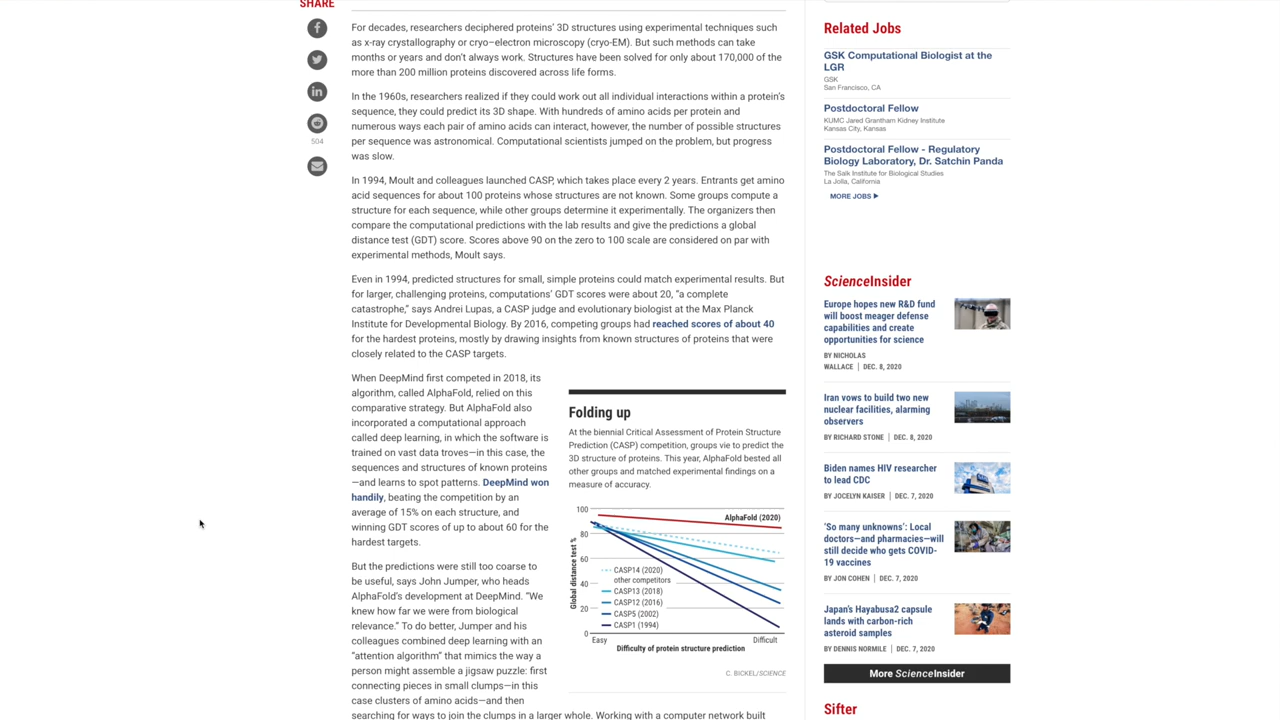 SHARE
504
For decades, researchers deciphered proteins' 3D structures using experimental techniques such
as x-ray crystallography or cryo–electron microscopy (cryo-EM). But such methods can take
months or years and don't always work. Structures have been solved for only about 170,000 of the
more than 200 million proteins discovered across life forms.
In the 1960s, researchers realized if they could work out all individual interactions within a protein's
sequence, they could predict its 3D shape. With hundreds of amino acids per protein and
numerous ways each pair of amino acids can interact, however, the number of possible structures
per sequence was astronomical. Computational scientists jumped on the problem, but progress
was slow.
In 1994, Moult and colleagues launched CASP, which takes place every 2 years. Entrants get amino
acid sequences for about 100 proteins whose structures are not known. Some groups compute a
structure for each sequence, while other groups determine it experimentally. The organizers then
compare the computational predictions with the lab results and give the predictions a global
distance test (GDT) score. Scores above 90 on the zero to 100 scale are considered on par with
experimental methods, Moult says.
Even in 1994, predicted structures for small, simple proteins could match experimental results. But
for larger, challenging proteins, computations' GDT scores were about 20, "a complete
catastrophe," says Andrei Lupas, a CASP judge and evolutionary biologist at the Max Planck
Institute for Developmental Biology. By 2016, competing groups had reached scores of about 40
for the hardest proteins, mostly by drawing insights from known structures of proteins that were
closely related to the CASP targets.
When DeepMind first competed in 2018, its
algorithm, called AlphaFold, relied on this
comparative strategy. But AlphaFold also
incorporated a computational approach
called deep learning, in which the software is
trained on vast data troves—in this case, the
sequences and structures of known proteins
—and learns to spot patterns. DeepMind won
handily, beating the competition by an
average of 15% on each structure, and
winning GDT scores of up to about 60 for the
hardest targets.
But the predictions were still too coarse to
be useful, says John Jumper, who heads
AlphaFold's development at DeepMind. "We
knew how far we were from biological
relevance." To do better, Jumper and his
colleagues combined deep learning with an
"attention algorithm" that mimics the way a
person might assemble a jigsaw puzzle: first
connecting pieces in small clumps—in this
case clusters of amino acids—and then
searching for ways to join the clumps in a larger whole. Working with a computer network built
Folding up
At the biennial Critical Assessment of Protein Structure
Prediction (CASP) competition, groups vie to predict the
3D structure of proteins. This year, AlphaFold bested all
other groups and matched experimental findings on a
measure of accuracy.
Global distance test %
100
80
60
40
20
0
AlphaFold (2020)
CASP14 (2020)
other competitors
CASP13 (2018)
CASP12 (2016)
CASP5 (2002)
CASP1 (1994)
Easy
Difficult
Difficulty of protein structure prediction
C. BICKEL/SCIENCE
Related Jobs
GSK Computational Biologist at the
LGR
GSK
San Francisco, CA
Postdoctoral Fellow
KUMC Jared Grantham Kidney Institute
Kansas City, Kansas
Postdoctoral Fellow - Regulatory
Biology Laboratory, Dr. Satchin Panda
The Salk Institute for Biological Studies
La Jolla, California
MORE JOBS ▶
ScienceInsider
Europe hopes new R&D fund
will boost meager defense
capabilities and create
opportunities for science
BY NICHOLAS
WALLACE | DEC. 8, 2020
Iran vows to build two new
nuclear facilities, alarming
observers
BY RICHARD STONE | DEC. 8, 2020
Biden names HIV researcher
to lead CDC
BY JOCELYN KAISER | DEC. 7, 2020
'So many unknowns': Local
doctors—and pharmacies—will
still decide who gets COVID-
19 vaccines
BY JON COHEN | DEC. 7, 2020
Japan's Hayabusa2 capsule
lands with carbon-rich
asteroid samples
BY DENNIS NORMILE | DEC. 7, 2020
More ScienceInsider
Sifter